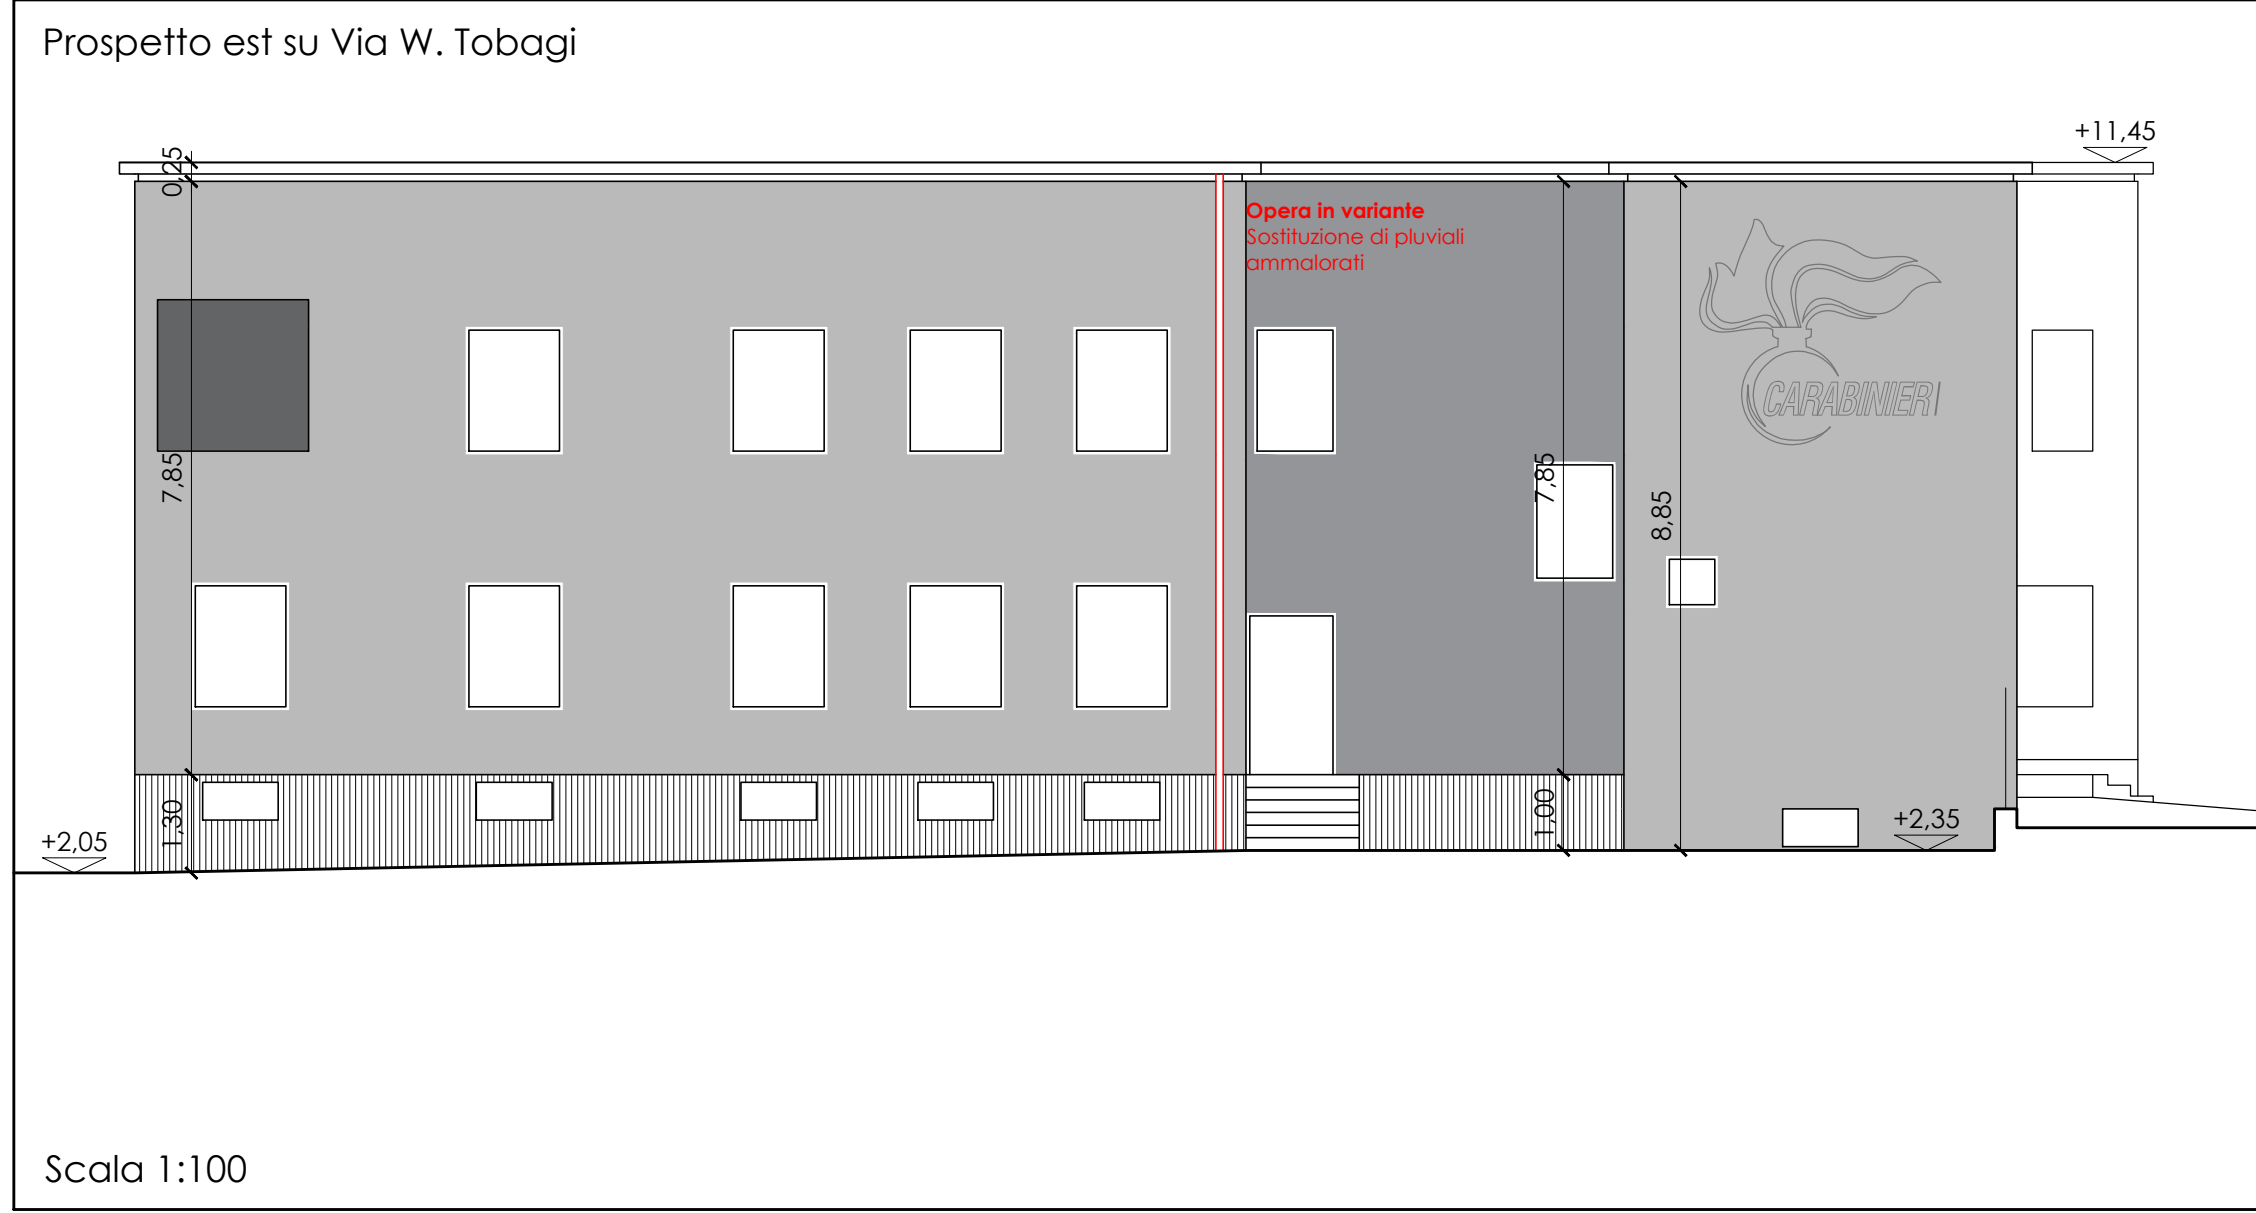 Prospetto est su Via W. Tobagi
+11,45
0,25
Opera in variante
Sostituzione di pluviali
ammalorati
CARABINIERI
7,85
7,85
8,85
1,30
1,00
+2,05
+2,35
Scala 1:100